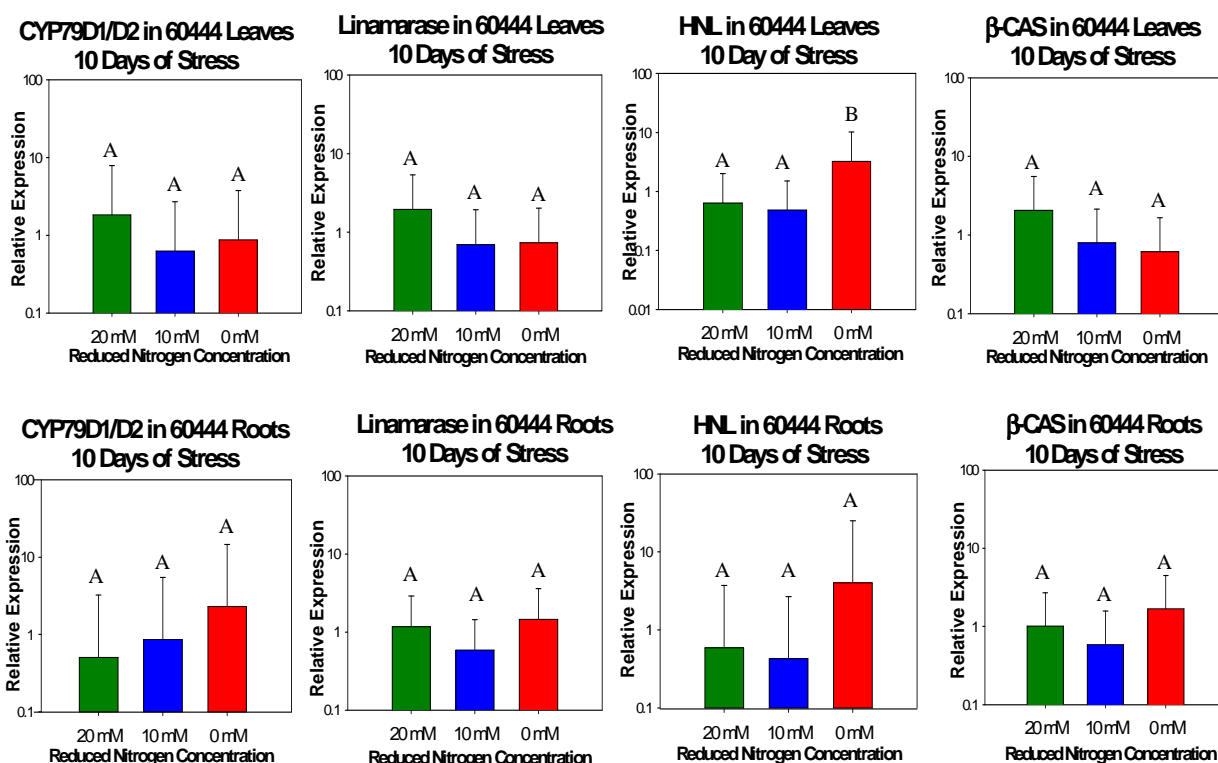 CYP79D1/D2 in 60444 Leaves
10 Days of Stress
Relative Expression
100
10
1
0.1
A
A
A
20 mM
10 mM
0 mM
Reduced Nitrogen Concentration
Linamarase in 60444 Leaves
10 Days of Stress
Relative Expression
100
10
1
0.1
A
A
A
20 mM
10 mM
0 mM
Reduced Nitrogen Concentration
HNL in 60444 Leaves
10 Day of Stress
Relative Expression
100
10
1
0.1
0.01
A
A
B
20 mM
10 mM
0 mM
Reduced Nitrogen Concentration
β-CAS in 60444 Leaves
10 Days of Stress
Relative Expression
100
10
1
0.1
A
A
A
20 mM
10 mM
0 mM
Reduced Nitrogen Concentration
CYP79D1/D2 in 60444 Roots
10 Days of Stress
Relative Expression
100
10
1
0.1
A
A
A
20 mM
10 mM
0 mM
Reduced Nitrogen Concentration
Linamarase in 60444 Roots
10 Days of Stress
Relative Expression
100
10
1
0.1
A
A
A
20 mM
10 mM
0 mM
Reduced Nitrogen Concentration
HNL in 60444 Roots
10 Days of Stress
Relative Expression
100
10
1
0.1
A
A
A
20 mM
10 mM
0 mM
Reduced Nitrogen Concentration
β-CAS in 60444 Roots
10 Days of Stress
Relative Expression
100
10
1
0.1
A
A
A
20 mM
10 mM
0 mM
Reduced Nitrogen Concentration